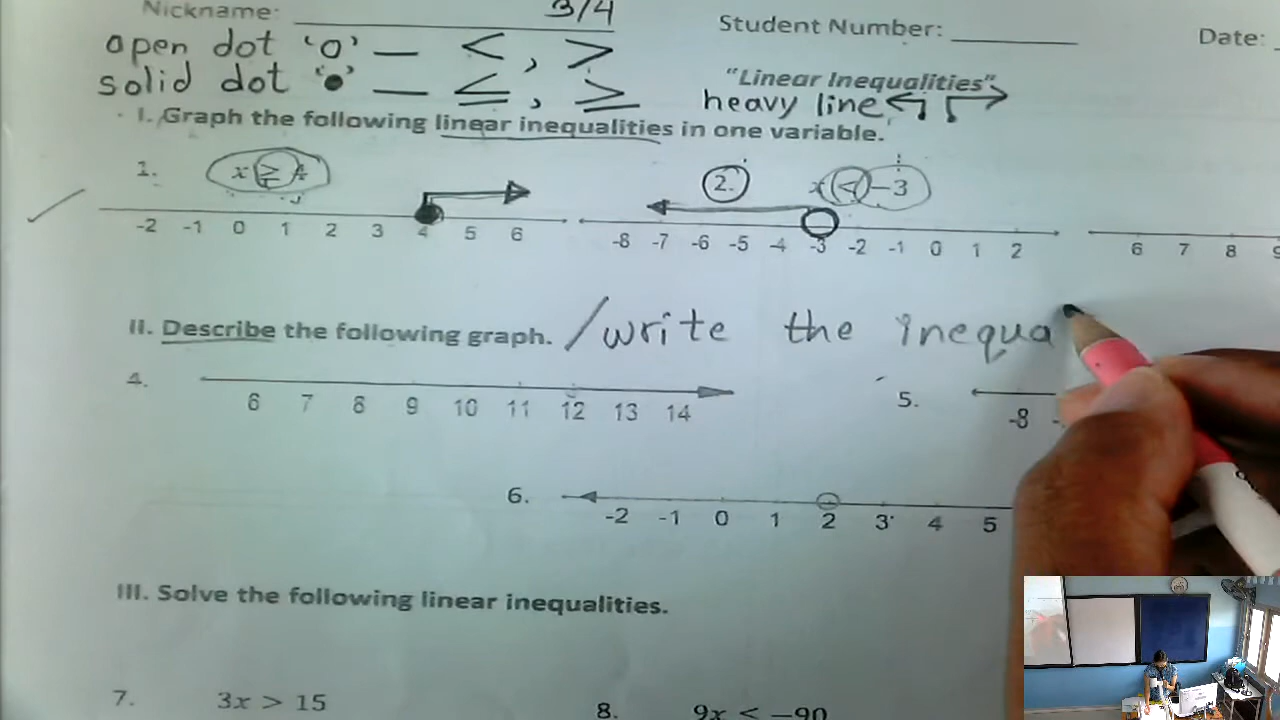 Nickname: 3/4
Student Number: Date:
open dot 'o' — <, >
solid dot '•' — ≤, ≥
"Linear Inequalities"
heavy line
I. Graph the following linear inequalities in one variable.
1. x ≥ 4
2. x < -3
-2 -1 0 1 2 3 4 5 6
-8 -7 -6 -5 -4 -3 -2 -1 0 1 2
6 7 8 9
II. Describe the following graph. /write the inequa
4.
6 7 8 9 10 11 12 13 14
5.
-8
6.
-2 -1 0 1 2 3 4 5
III. Solve the following linear inequalities.
7. 3x > 15
8. 9x < -90